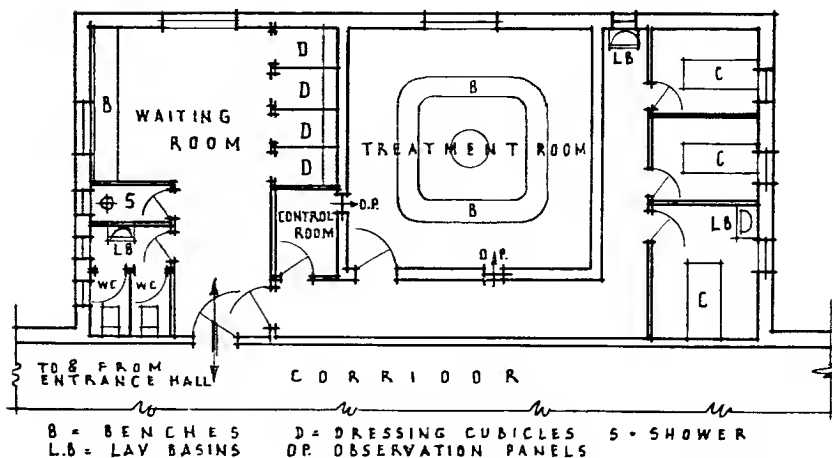 D
LB
C
B
WAITING
ROOM
D
B
D
TREATMENT ROOM
D
C
S
CONTROL
ROOM
O.P.
B
LB
LB
O.P.
WC WC
C
TO & FROM
ENTRANCE HALL
CORRIDOR
B = BENCHES D = DRESSING CUBICLES S = SHOWER
L.B = LAV BASINS O.P. OBSERVATION PANELS